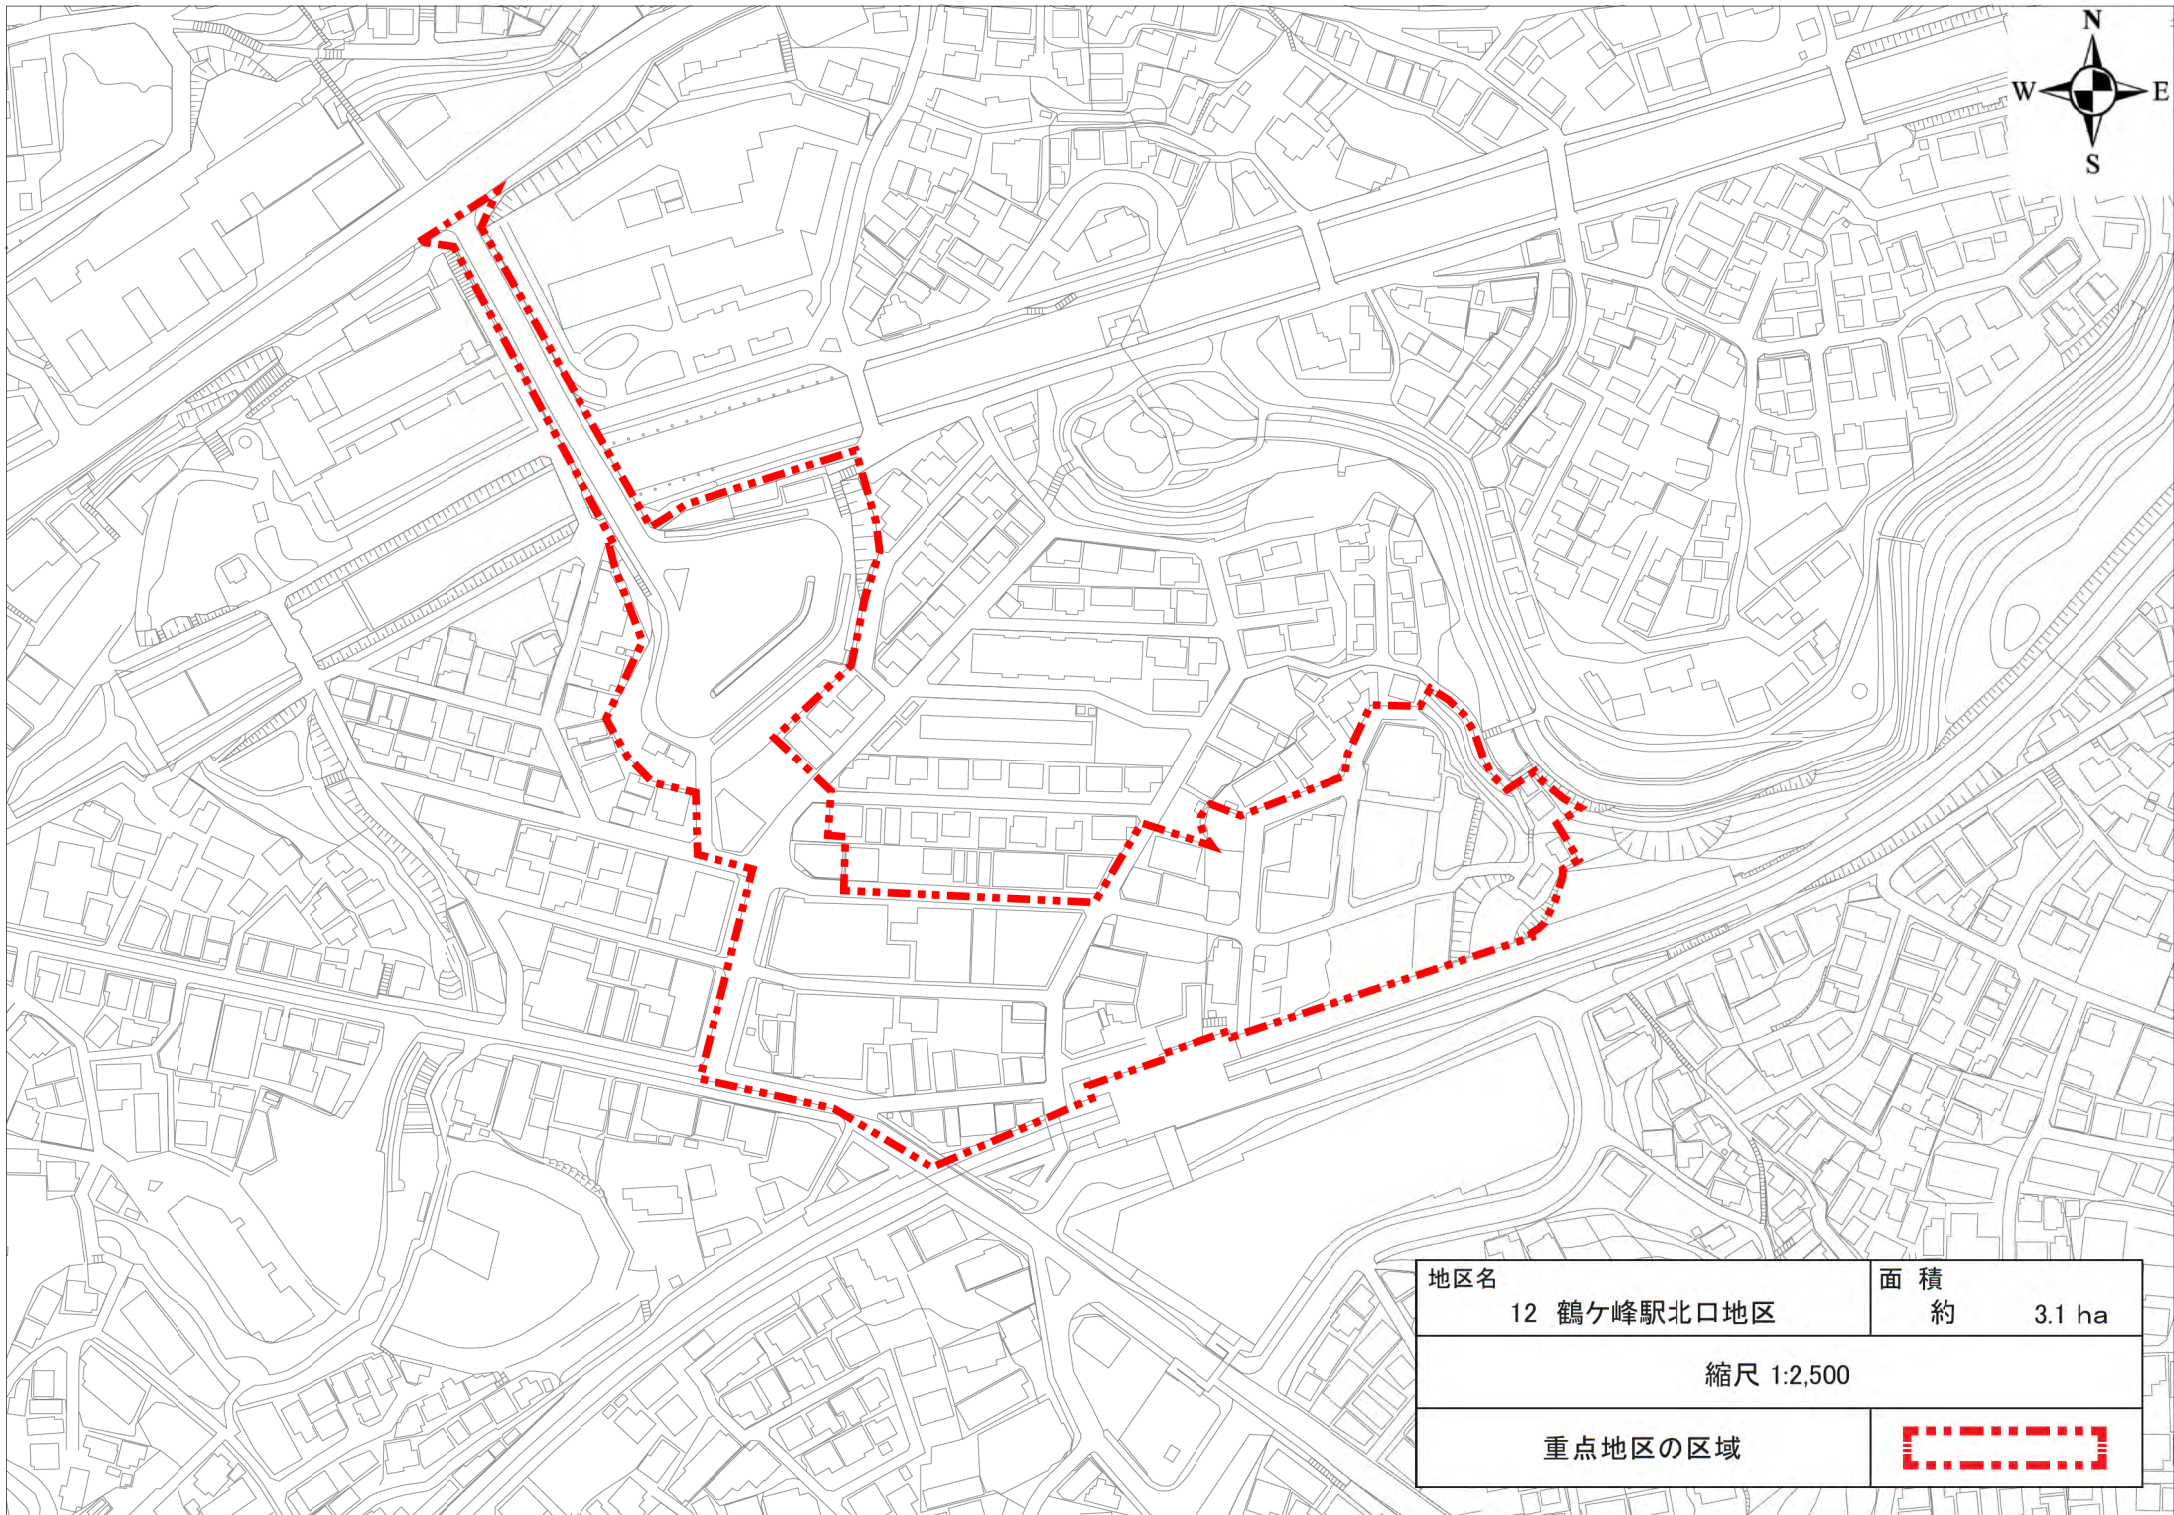 N
W E
S
地区名
12 鶴ケ峰駅北口地区
面 積
約 3.1 ha
縮尺 1:2,500
重点地区の区域